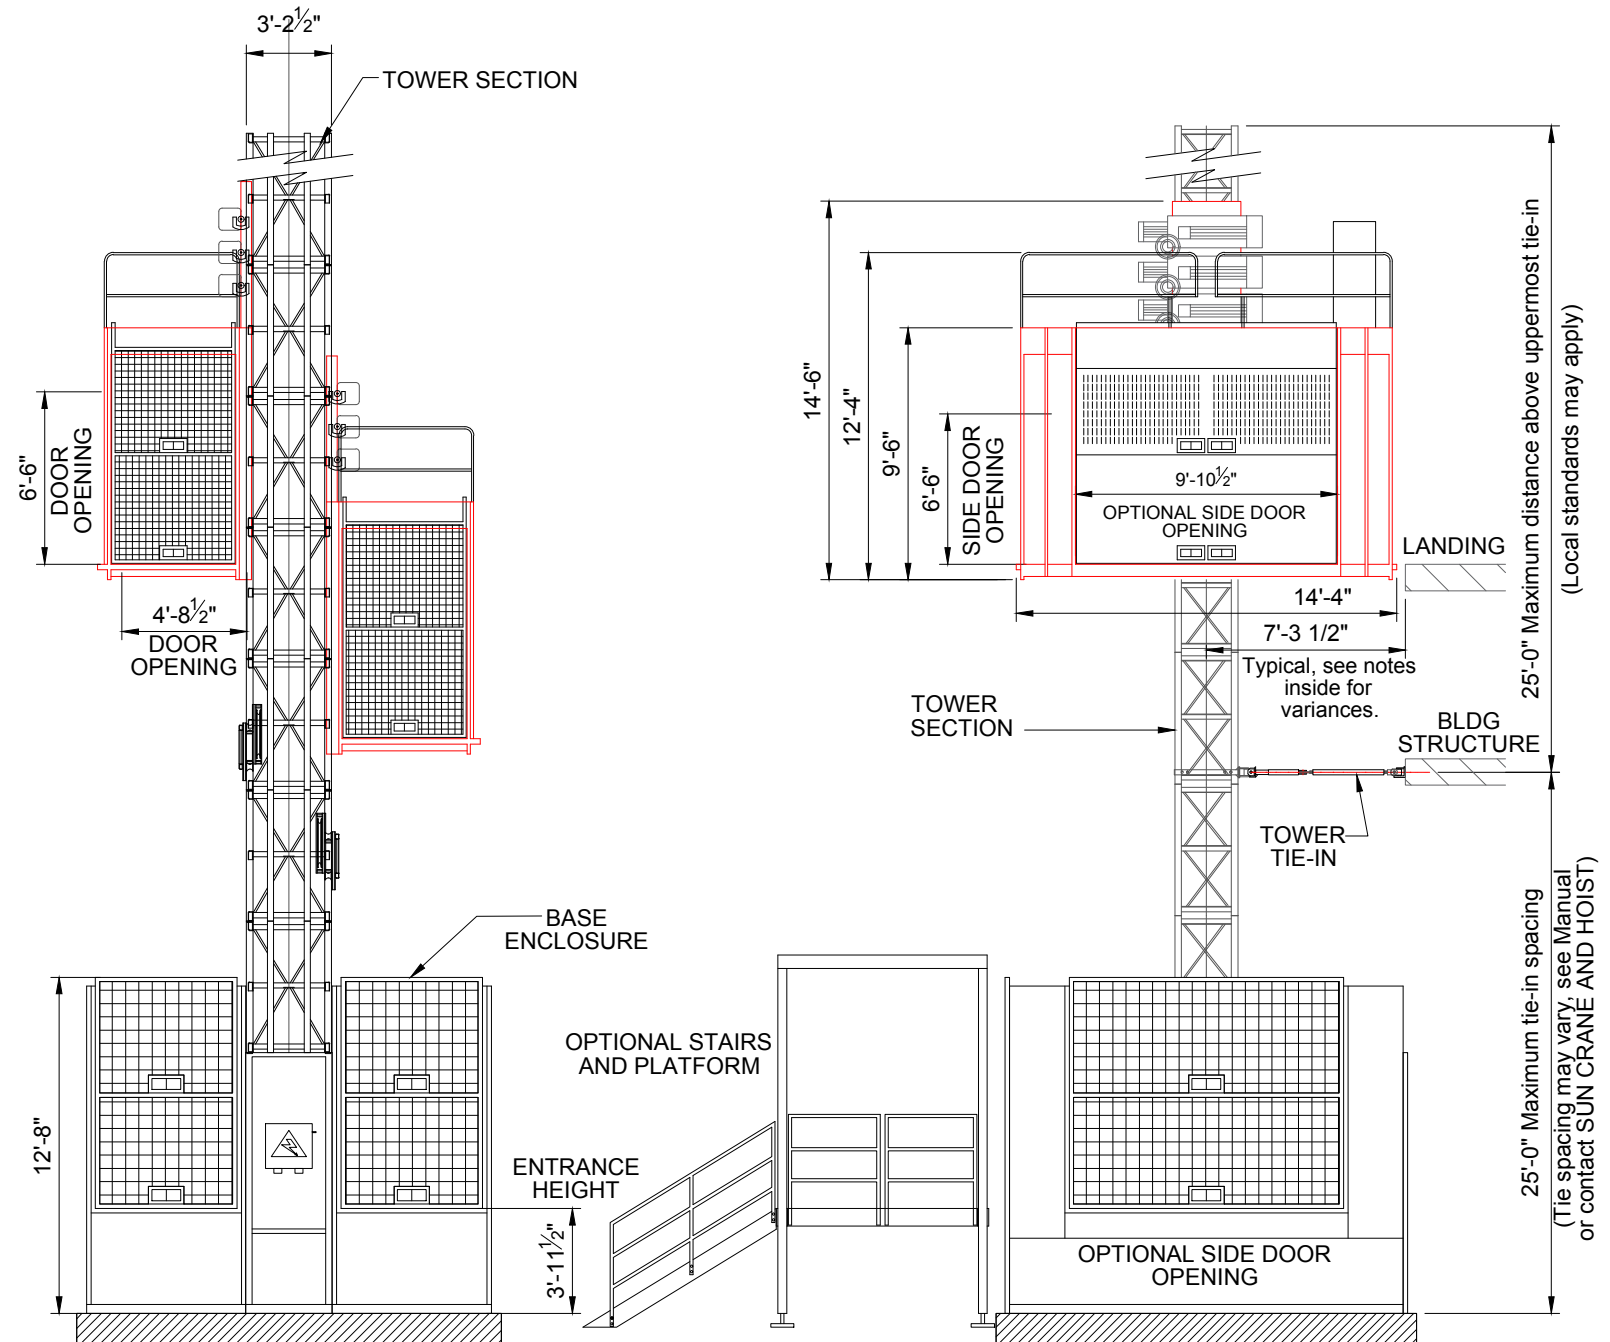 3'-2½"
TOWER SECTION
6'-6"
DOOR
OPENING
4'-8½"
DOOR
OPENING
BASE
ENCLOSURE
12'-8"
ENTRANCE
HEIGHT
3'-11½"
OPTIONAL STAIRS
AND PLATFORM
14'-6"
12'-4"
9'-6"
6'-6"
SIDE DOOR
OPENING
9'-10½"
OPTIONAL SIDE DOOR
OPENING
LANDING
14'-4"
7'-3 1/2"
Typical, see notes
inside for
variances.
TOWER
SECTION
BLDG
STRUCTURE
TOWER
TIE-IN
OPTIONAL SIDE DOOR
OPENING
25'-0" Maximum distance above uppermost tie-in
(Local standards may apply)
25'-0" Maximum tie-in spacing
(Tie spacing may vary, see Manual
or contact SUN CRANE AND HOIST)